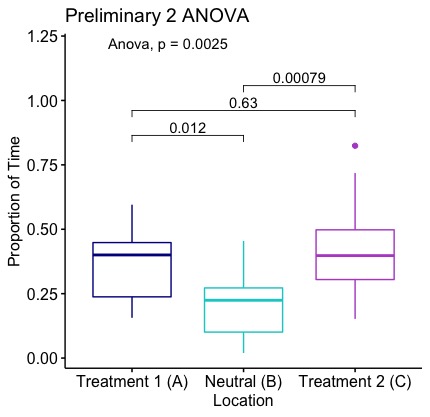 Preliminary 2 ANOVA
Anova, p = 0.0025
0.00079
0.63
0.012
Proportion of Time
1.25
1.00
0.75
0.50
0.25
0.00
Treatment 1 (A) Neutral (B) Treatment 2 (C)
Location